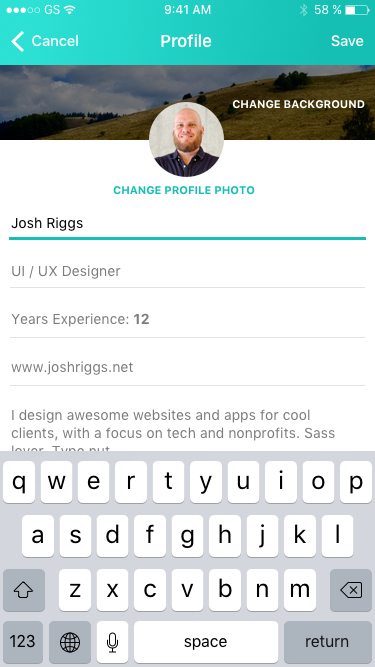 GS 9:41 AM 58 %
Cancel Profile Save
CHANGE BACKGROUND
CHANGE PROFILE PHOTO
Josh Riggs
UI / UX Designer
Years Experience: 12
www.joshriggs.net
I design awesome websites and apps for cool
clients, with a focus on tech and nonprofits. Sass
lover. Type nut.
q w e r t y u i o p
a s d f g h j k l
z x c v b n m
123 space return